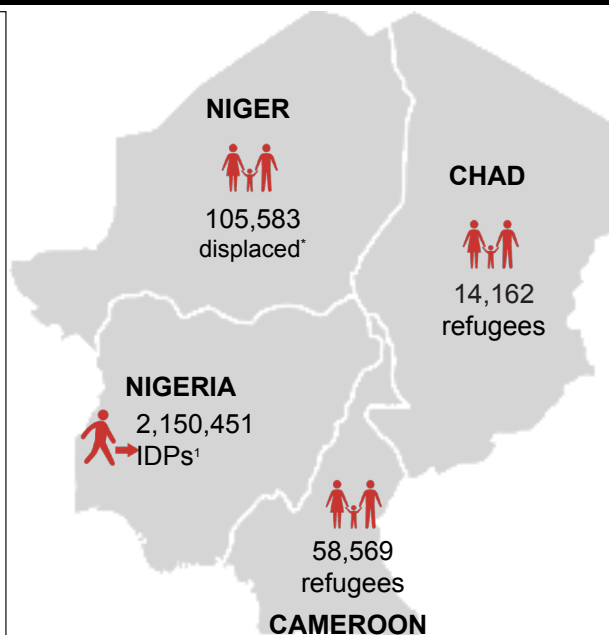 NIGER
105,583
displaced*
CHAD
14,162
refugees
NIGERIA
2,150,451
IDPs¹
58,569
refugees
CAMEROON